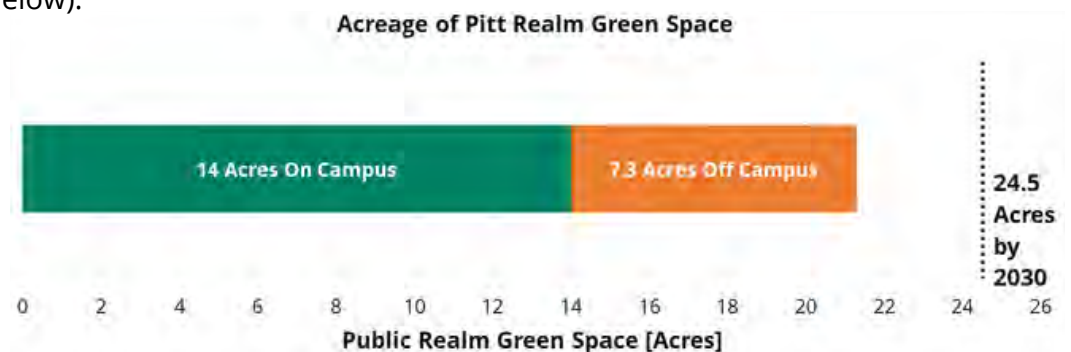 elow).
Acreage of Pitt Realm Green Space
14 Acres On Campus
7.3 Acres Off Campus
24.5
Acres
by
2030
0 2 4 6 8 10 12 14 16 18 20 22 24 26
Public Realm Green Space [Acres]